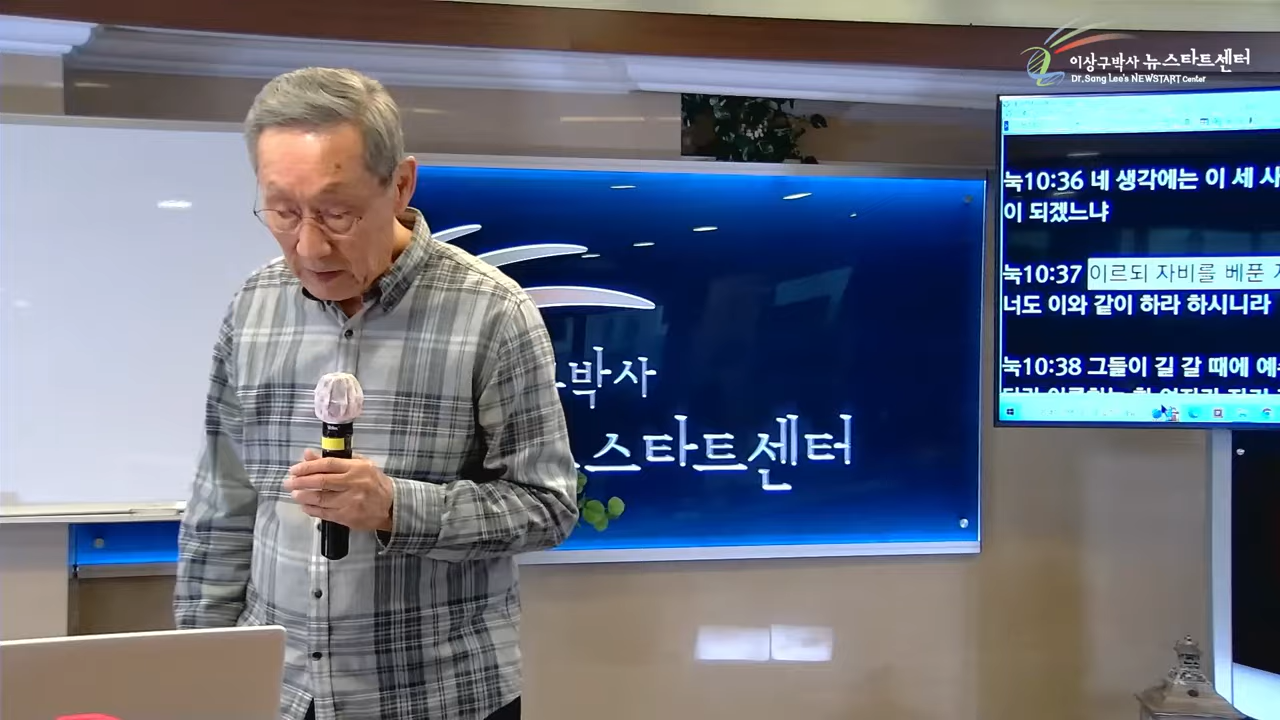 이상구박사 뉴스타트센터
Dr. Sang Lee's NEWSTART Center
눅10:36 네 생각에는 이 세 사
이 되겠느냐
눅10:37 이르되 자비를 베푼
너도 이와 같이 하라 하시니라
눅10:38 그들이 길 갈 때에 예
박사
스타트센터